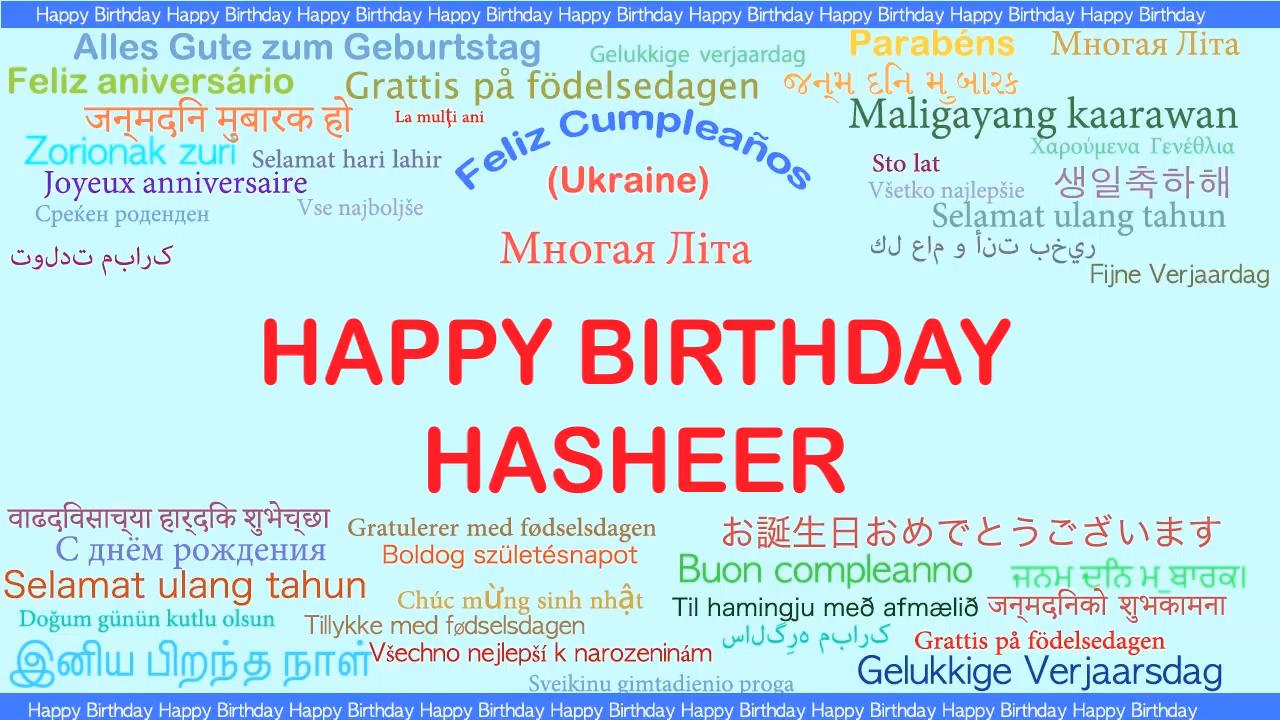 Happy Birthday Happy Birthday Happy Birthday Happy Birthday Happy Birthday Happy Birthday Happy Birthday Happy Birthday Happy Birthday
Alles Gute zum Geburtstag
Gelukkige verjaardag
Parabéns
Многая Літа
Feliz aniversário
Grattis på födelsedagen
જન્મ દિન મુબારક
जन्मदिन मुबारक हो
La mulţi ani
Feliz Cumpleaños
Maligayang kaarawan
Zorionak zuri
Selamat hari lahir
Χαρούμενα Γενέθλια
Sto lat
(Ukraine)
Joyeux anniversaire
Všetko najlepšie
생일축하해
Среќен роденден
Vse najboljše
Selamat ulang tahun
Многая Літа
تولدت مبارک
كل عام و أنت بخير
Fijne Verjaardag
HAPPY BIRTHDAY
HASHEER
वाढदिवसाच्या हार्दिक शुभेच्छा
Gratulerer med fødselsdagen
お誕生日おめでとうございます
С днём рождения
Boldog születésnapot
Selamat ulang tahun
Buon compleanno
ਜਨਮ ਦਿਨ ਮੁਬਾਰਕ।
Chúc mừng sinh nhật
Til hamingju með afmælið
जन्मदिनको शुभकामना
Doğum günün kutlu olsun
Tillykke med fødselsdagen
سالگرہ مبارک
Grattis på födelsedagen
இனிய பிறந்த நாள்
Všechno nejlepší k narozeninám
Gelukkige Verjaarsdag
Sveikinu gimtadienio proga
Happy Birthday Happy Birthday Happy Birthday Happy Birthday Happy Birthday Happy Birthday Happy Birthday Happy Birthday Happy Birthday